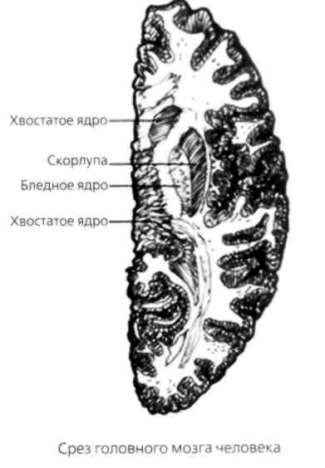 Хвостатое ядро
Скорлупа
Бледное ядро
Хвостатое ядро
Срез головного мозга человека